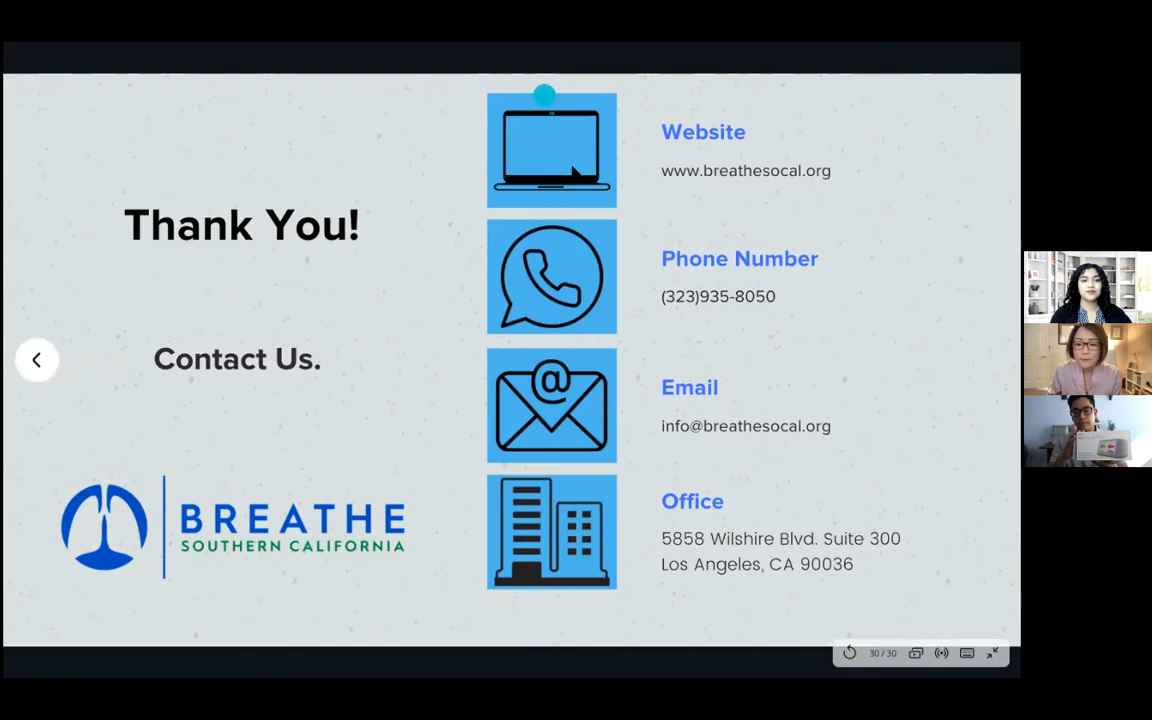 Thank You!
Contact Us.
BREATHE
SOUTHERN CALIFORNIA
@
Website
www.breathesocal.org
Phone Number
(323)935-8050
Email
info@breathesocal.org
Office
5858 Wilshire Blvd. Suite 300
Los Angeles, CA 90036
30 / 30